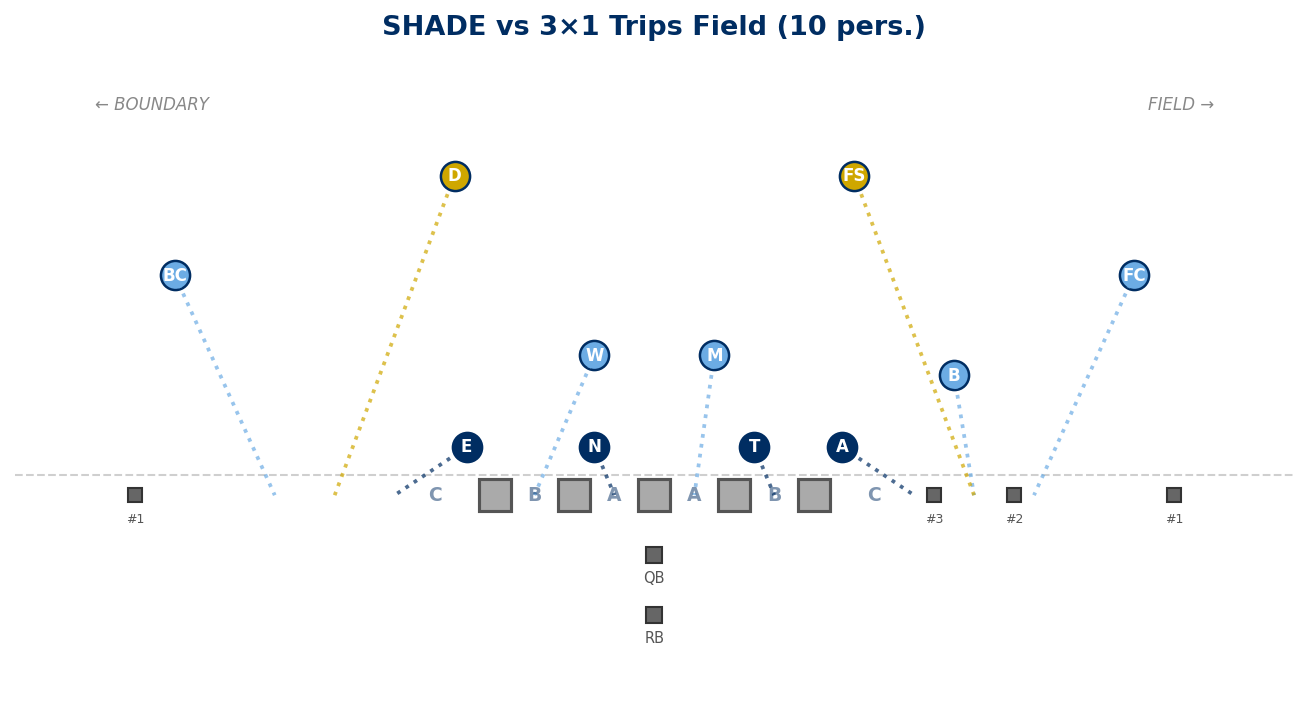 SHADE vs 3×1 Trips Field (10 pers.)
← BOUNDARY
FIELD →
D
FS
BC
FC
W
M
B
E
N
T
A
C
B
A
A
B
C
#1
#3
#2
#1
QB
RB